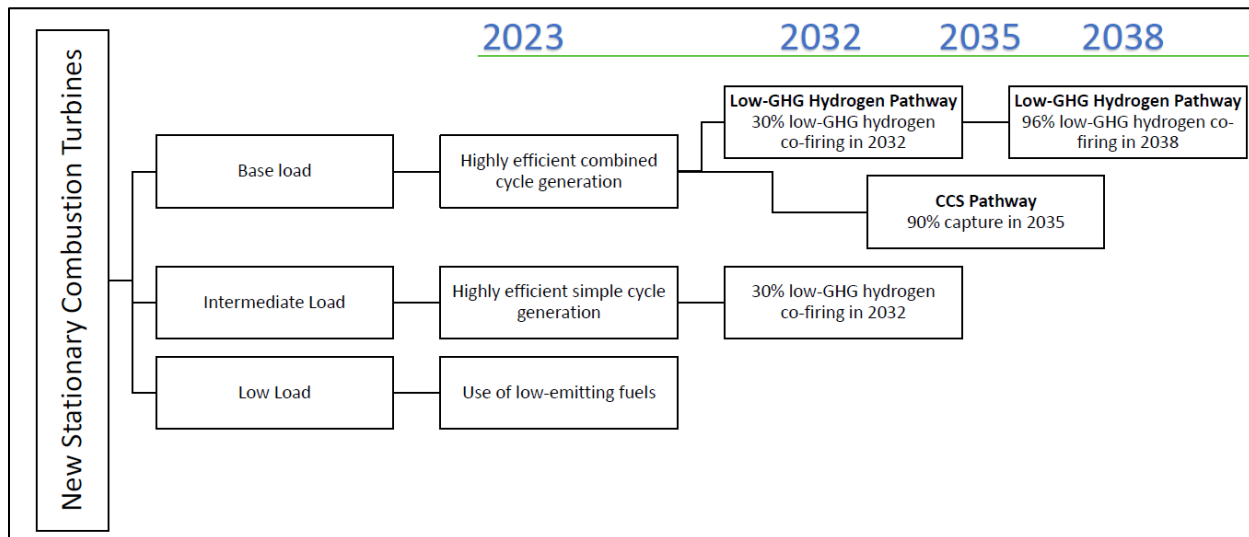 New Stationary Combustion Turbines
2023
2032
2035
2038
Low-GHG Hydrogen Pathway
30% low-GHG hydrogen
co-firing in 2032
Low-GHG Hydrogen Pathway
96% low-GHG hydrogen co-
firing in 2038
Base load
Highly efficient combined
cycle generation
CCS Pathway
90% capture in 2035
Intermediate Load
Highly efficient simple cycle
generation
30% low-GHG hydrogen
co-firing in 2032
Low Load
Use of low-emitting fuels